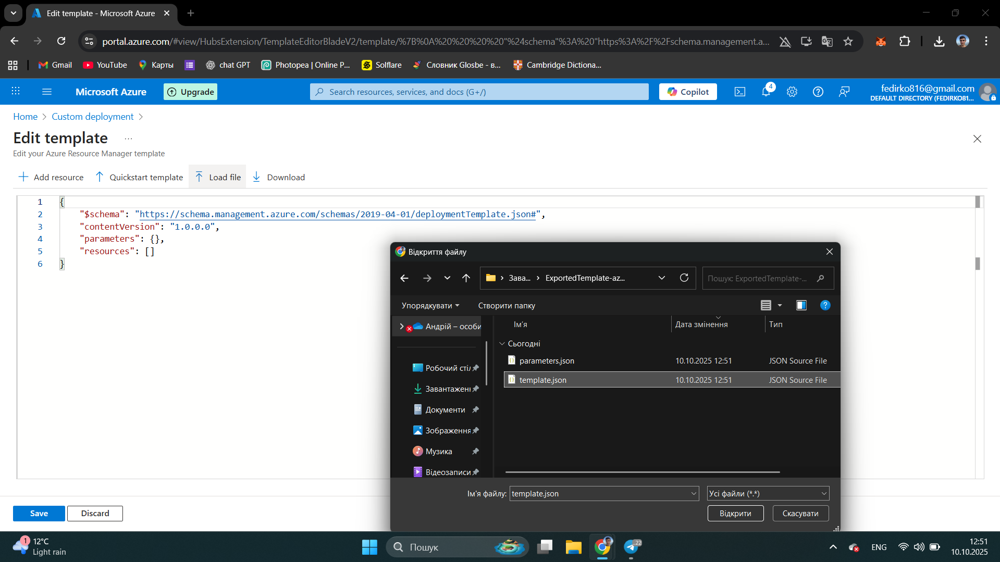 Edit template - Microsoft Azure
portal.azure.com/#view/HubsExtension/TemplateEditorBladeV2/template/%7B%0A%20%20%20%20"%24schema"%3A%20"https%3A%2F%2Fschema.management.a...
Gmail YouTube Карты chat GPT Photopea | Online P... Solflare Словник Glosbe - в... Cambridge Dictiona...
Microsoft Azure Upgrade Search resources, services, and docs (G+/) Copilot 4 fedirko816@gmail.com
DEFAULT DIRECTORY (FEDIRKO81...
Home > Custom deployment >
Edit template ...
Edit your Azure Resource Manager template
Add resource Quickstart template Load file Download
1 {
2 "$schema": "https://schema.management.azure.com/schemas/2019-04-01/deploymentTemplate.json#",
3 "contentVersion": "1.0.0.0",
4 "parameters": {},
5 "resources": []
6 }
Відкриття файлу
Зава... > ExportedTemplate-az... Пошук: ExportedTemplate-...
Упорядкувати Створити папку
Андрій – особи
Робочий стіл
Завантажен
Документи
Зображення
Музика
Відеозаписи
Ім'я Дата змінення Тип
Сьогодні
parameters.json 10.10.2025 12:51 JSON Source File
template.json 10.10.2025 12:51 JSON Source File
Ім'я файлу: template.json Усі файли (*.*)
Відкрити Скасувати
Save Discard
1 12°C
Light rain
Пошук
22
ENG
12:51
10.10.2025